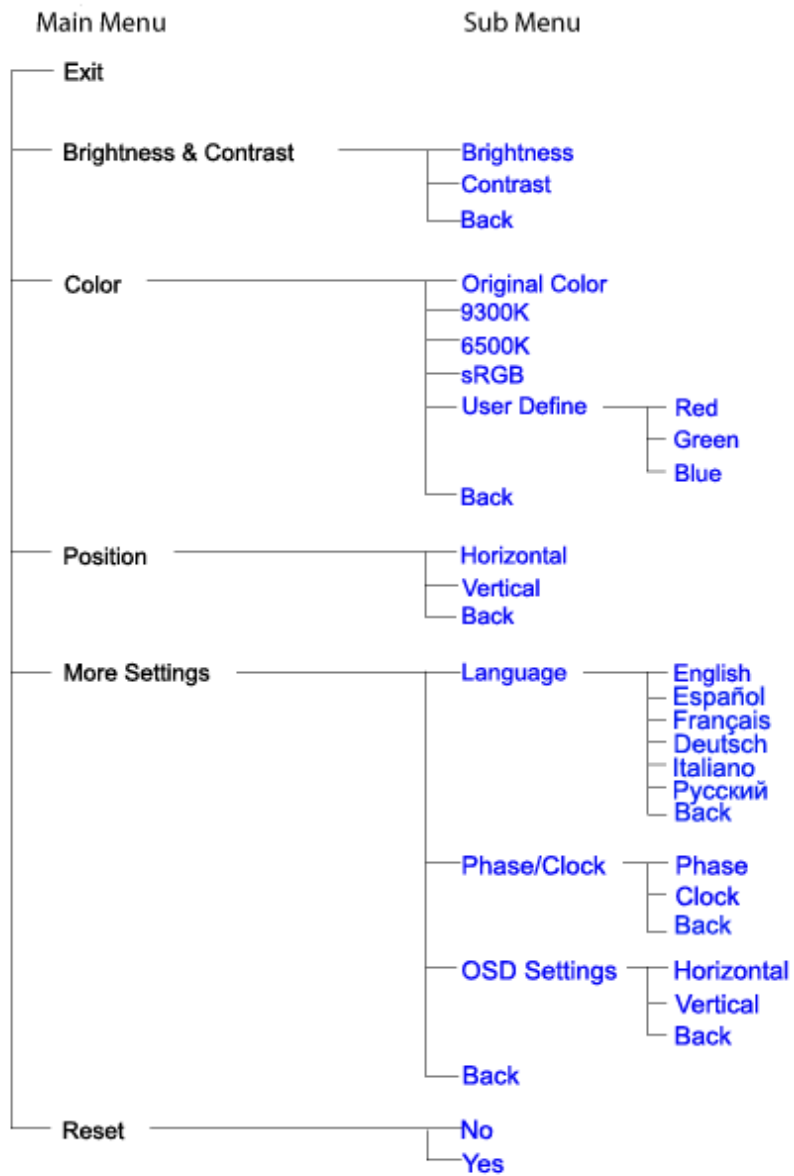 Main Menu Sub Menu
Exit
Brightness & Contrast Brightness
Contrast
Back
Color Original Color
9300K
6500K
sRGB
User Define Red
Green
Blue
Back
Position Horizontal
Vertical
Back
More Settings Language English
Español
Français
Deutsch
Italiano
Русский
Back
Phase/Clock Phase
Clock
Back
OSD Settings Horizontal
Vertical
Back
Back
Reset No
Yes